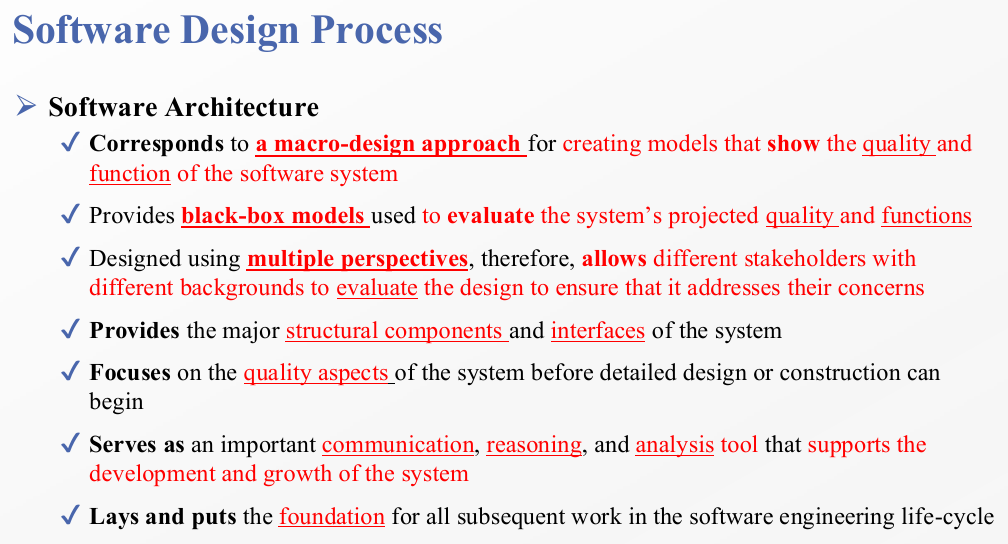 Software Design Process
➢ Software Architecture
✓ Corresponds to a macro-design approach for creating models that show the quality and
function of the software system
✓ Provides black-box models used to evaluate the system’s projected quality and functions
✓ Designed using multiple perspectives, therefore, allows different stakeholders with
different backgrounds to evaluate the design to ensure that it addresses their concerns
✓ Provides the major structural components and interfaces of the system
✓ Focuses on the quality aspects of the system before detailed design or construction can
begin
✓ Serves as an important communication, reasoning, and analysis tool that supports the
development and growth of the system
✓ Lays and puts the foundation for all subsequent work in the software engineering life-cycle